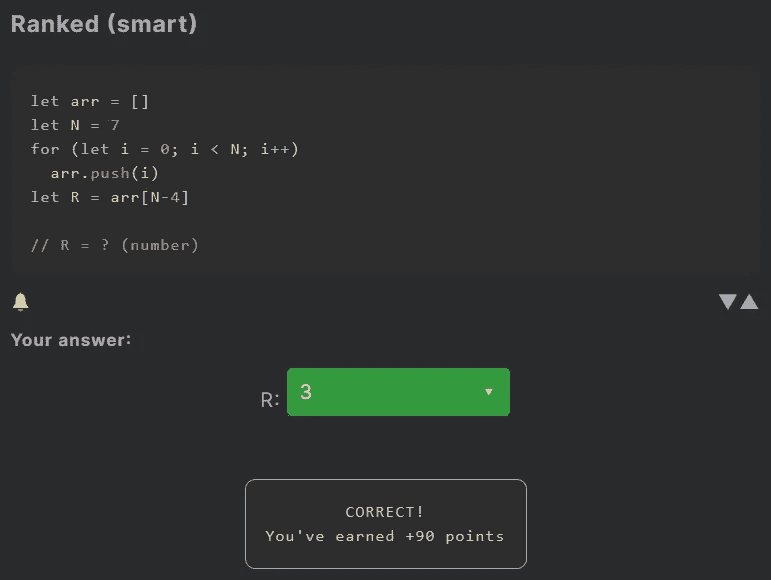 Ranked (smart)
let arr = []
let N = 7
for (let i = 0; i < N; i++)
  arr.push(i)
let R = arr[N-4]
// R = ? (number)
Your answer:
R: 3
CORRECT!
You've earned +90 points